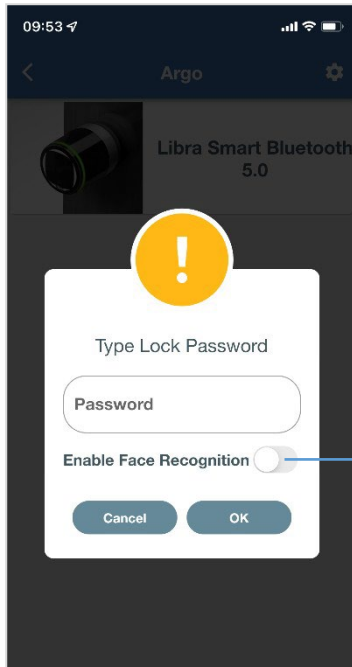 09:53
Argo
Libra Smart Bluetooth
5.0
!
Type Lock Password
Password
Enable Face Recognition
Cancel
OK